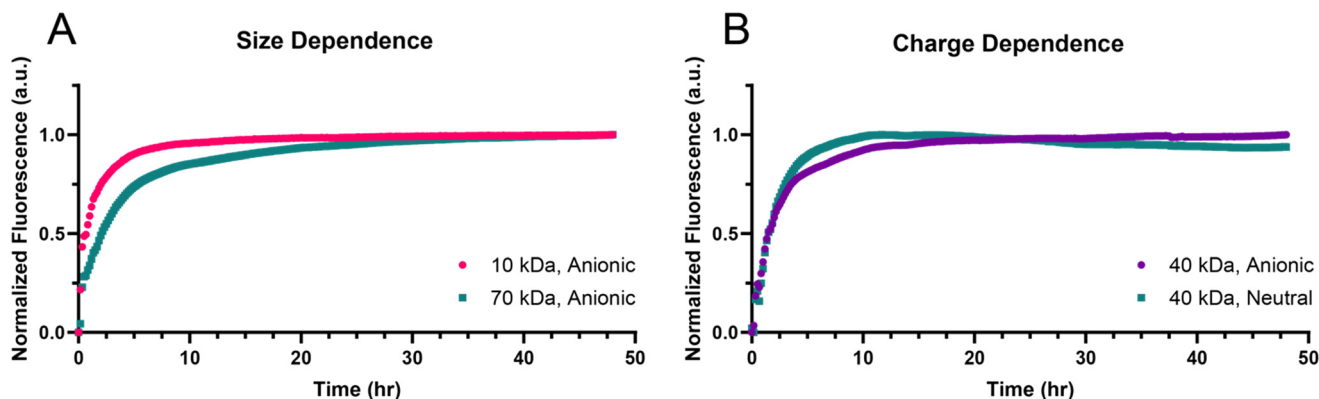 A
Size Dependence
Normalized Fluorescence (a.u.)
1.0
0.5
0.0
10 kDa, Anionic
70 kDa, Anionic
0 10 20 30 40 50
Time (hr)
B
Charge Dependence
Normalized Fluorescence (a.u.)
1.0
0.5
0.0
40 kDa, Anionic
40 kDa, Neutral
0 10 20 30 40 50
Time (hr)